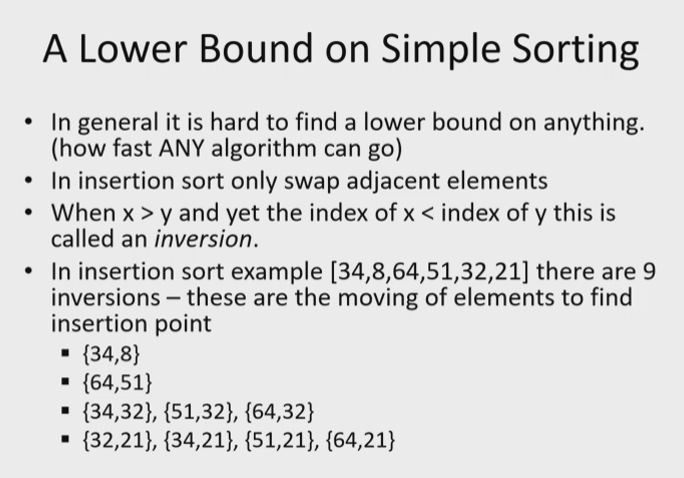 A Lower Bound on Simple Sorting
• In general it is hard to find a lower bound on anything.
(how fast ANY algorithm can go)
• In insertion sort only swap adjacent elements
• When x > y and yet the index of x < index of y this is
called an inversion.
• In insertion sort example [34,8,64,51,32,21] there are 9
inversions – these are the moving of elements to find
insertion point
▪ {34,8}
▪ {64,51}
▪ {34,32}, {51,32}, {64,32}
▪ {32,21}, {34,21}, {51,21}, {64,21}